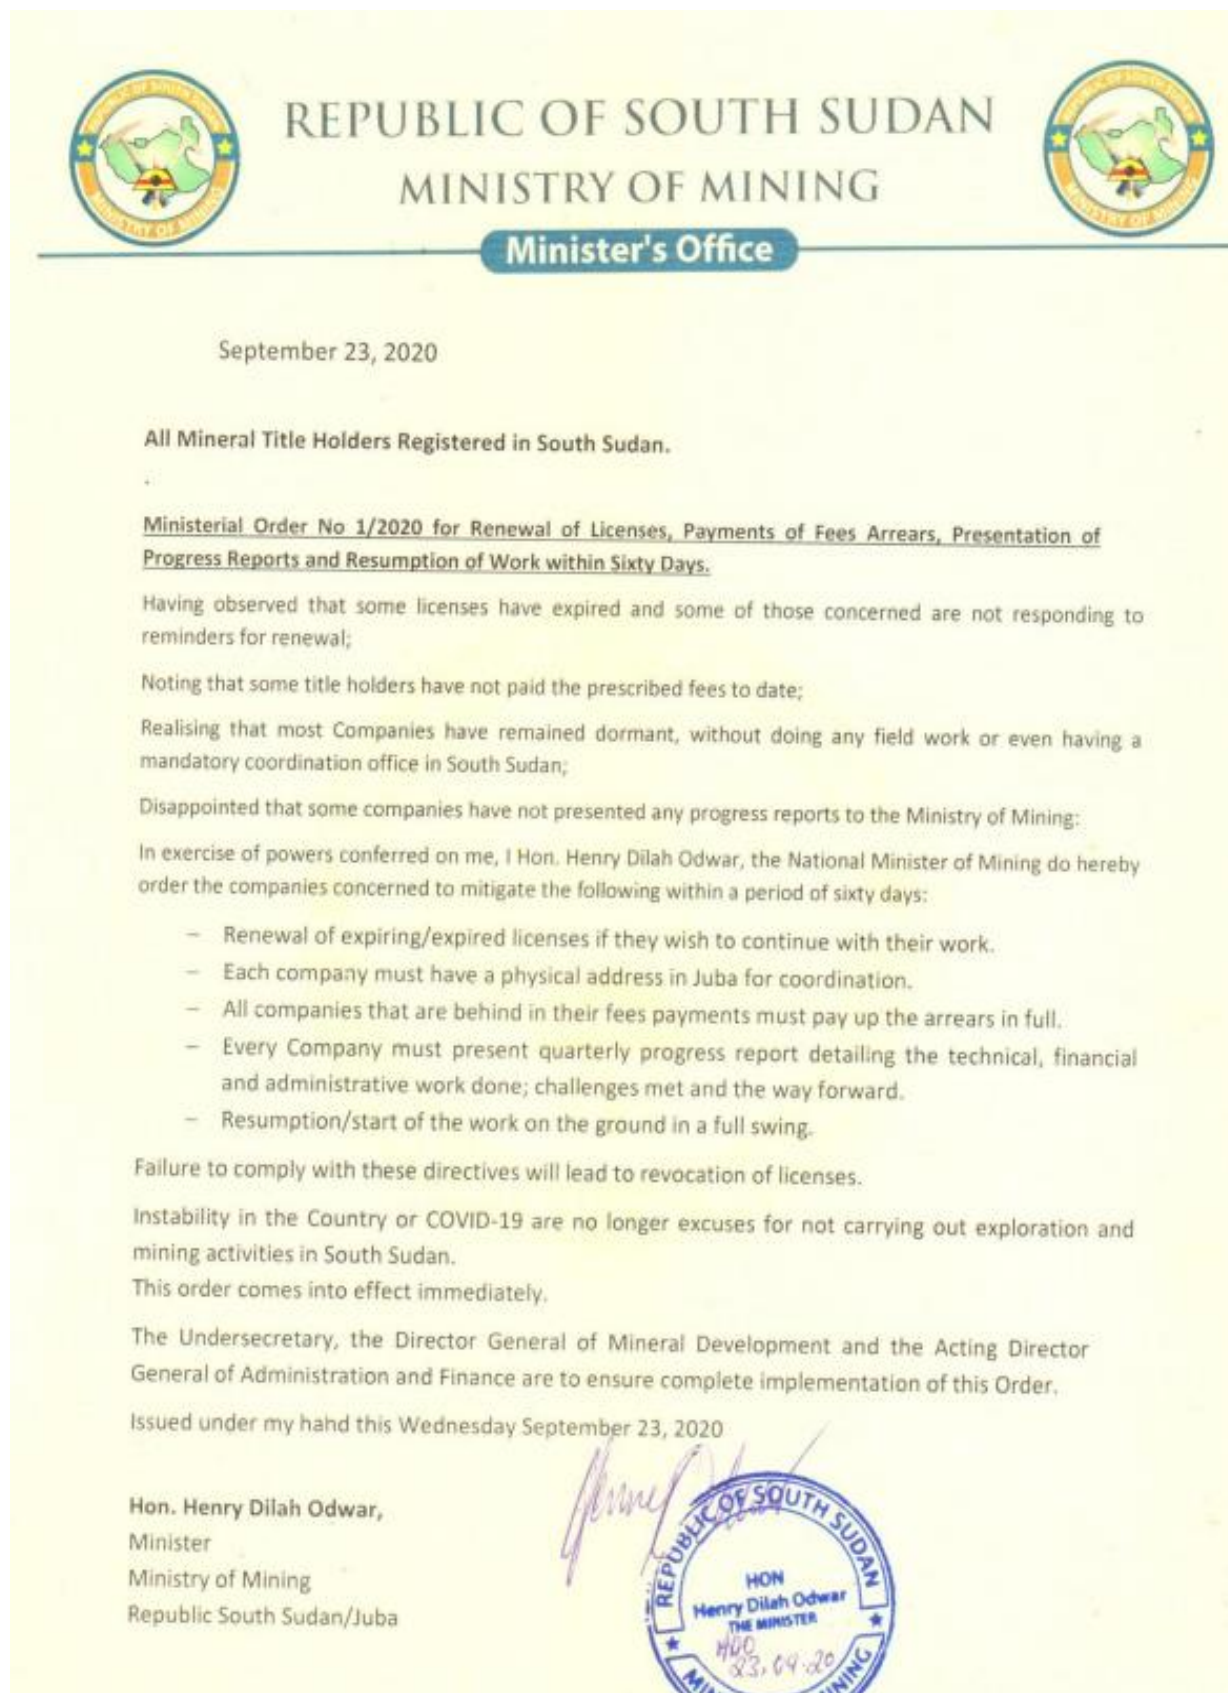 REPUBLIC OF SOUTH SUDAN
MINISTRY OF MINING
Minister's Office
September 23, 2020
All Mineral Title Holders Registered in South Sudan.
.
Ministerial Order No 1/2020 for Renewal of Licenses, Payments of Fees Arrears, Presentation of
Progress Reports and Resumption of Work within Sixty Days.
Having observed that some licenses have expired and some of those concerned are not responding to
reminders for renewal;
Noting that some title holders have not paid the prescribed fees to date;
Realising that most Companies have remained dormant, without doing any field work or even having a
mandatory coordination office in South Sudan;
Disappointed that some companies have not presented any progress reports to the Ministry of Mining:
In exercise of powers conferred on me, I Hon. Henry Dilah Odwar, the National Minister of Mining do hereby
order the companies concerned to mitigate the following within a period of sixty days:
– Renewal of expiring/expired licenses if they wish to continue with their work.
– Each company must have a physical address in Juba for coordination.
– All companies that are behind in their fees payments must pay up the arrears in full.
– Every Company must present quarterly progress report detailing the technical, financial
and administrative work done; challenges met and the way forward.
– Resumption/start of the work on the ground in a full swing.
Failure to comply with these directives will lead to revocation of licenses.
Instability in the Country or COVID-19 are no longer excuses for not carrying out exploration and
mining activities in South Sudan.
This order comes into effect immediately.
The Undersecretary, the Director General of Mineral Development and the Acting Director
General of Administration and Finance are to ensure complete implementation of this Order.
Issued under my hahd this Wednesday September 23, 2020
Hon. Henry Dilah Odwar,
Minister
Ministry of Mining
Republic South Sudan/Juba
REPUBLIC OF SOUTH SUDAN
HON
Henry Dilah Odwar
THE MINISTER
HDO
23.09.20
MINING